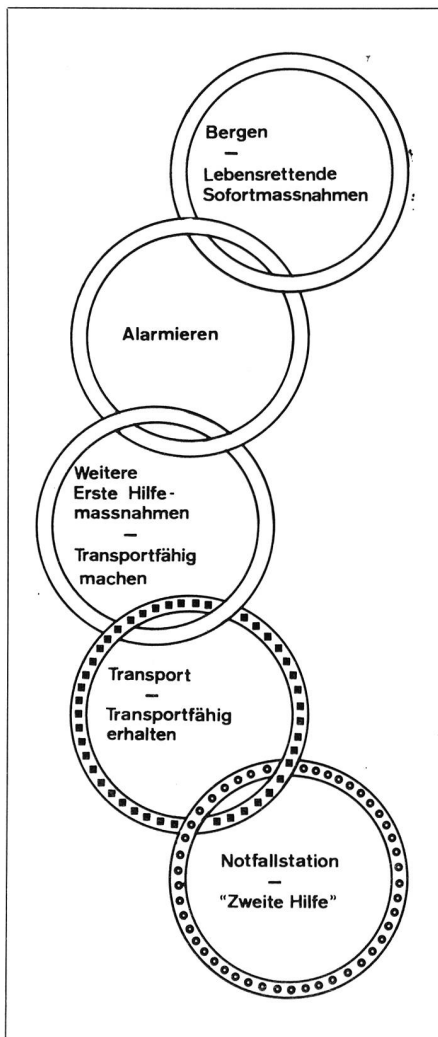 Bergen
–
Lebensrettende
Sofortmassnahmen
Alarmieren
Weitere
Erste Hilfe-
massnahmen
–
Transportfähig
machen
Transport
–
Transportfähig
erhalten
Notfallstation
–
“Zweite Hilfe”